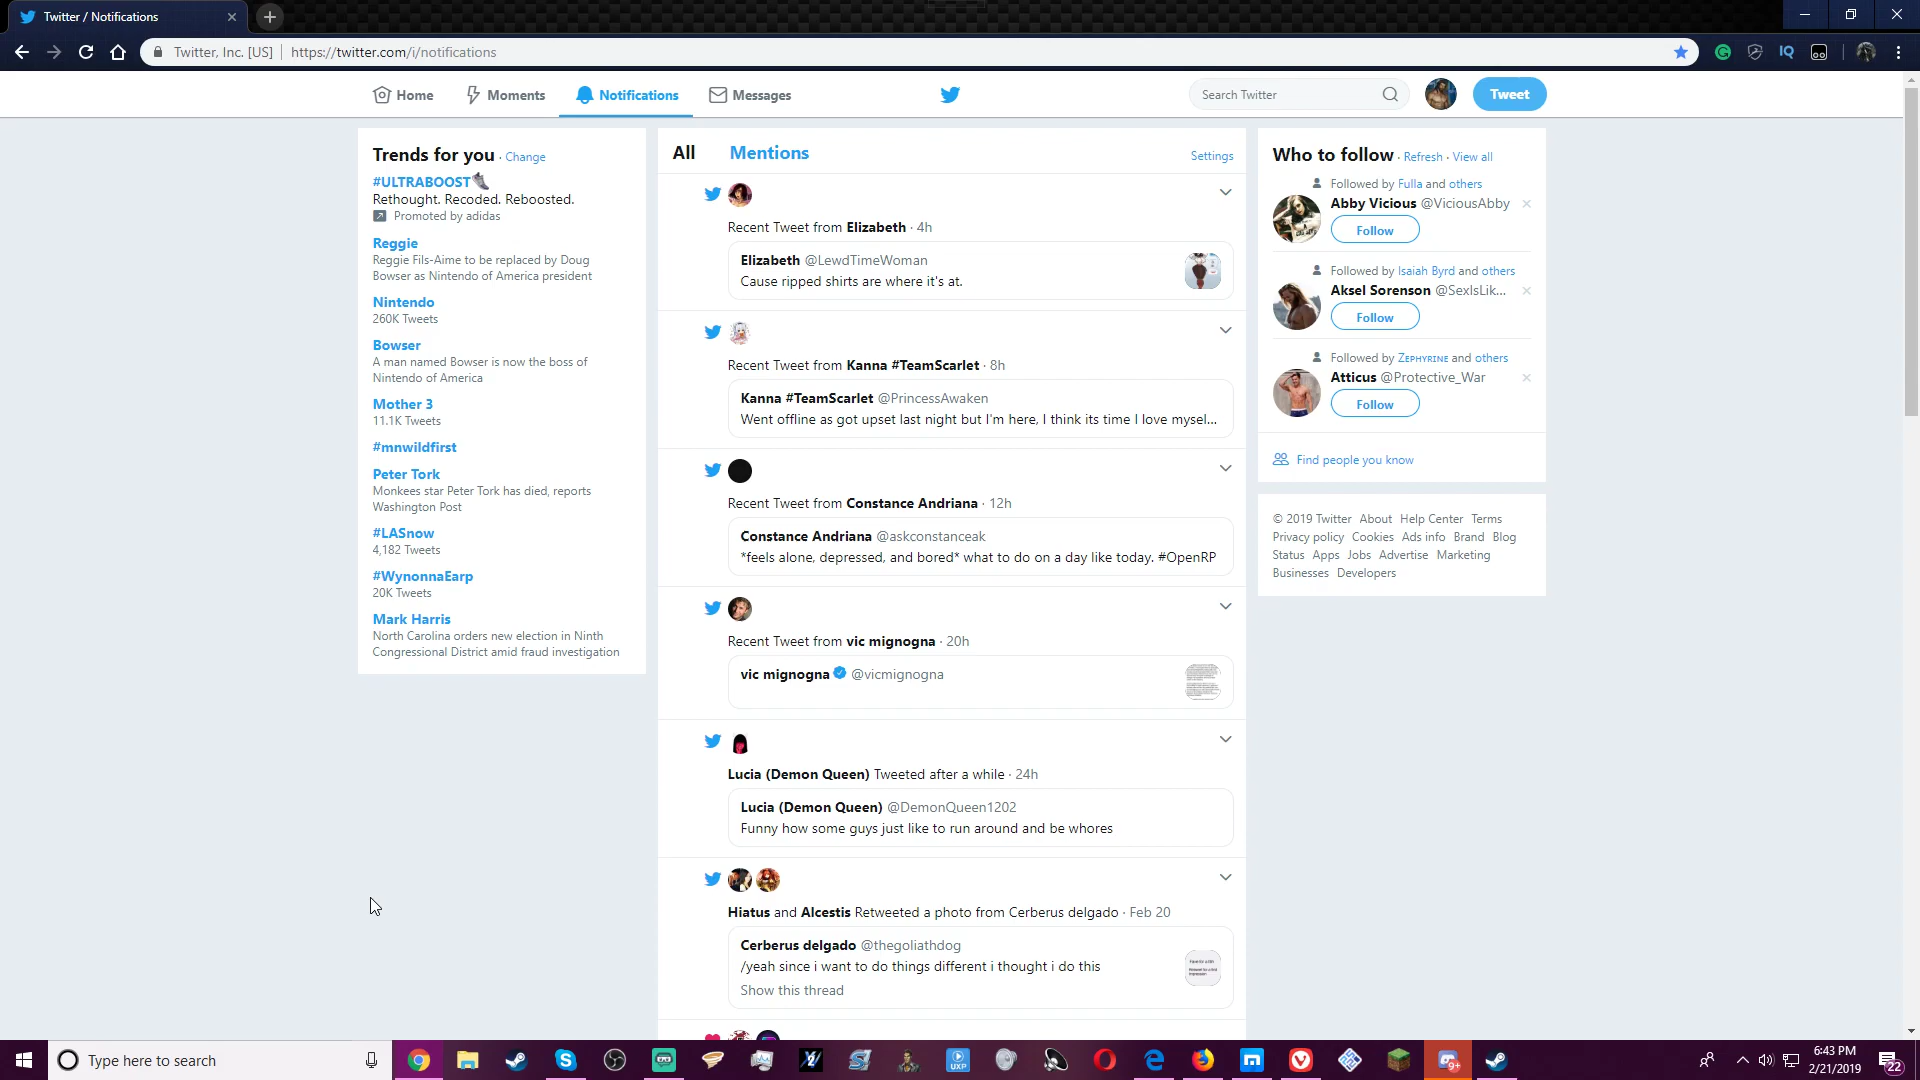 Twitter / Notifications
Twitter, Inc. [US] https://twitter.com/i/notifications
Home Moments Notifications Messages Search Twitter Tweet
Trends for you · Change
#ULTRABOOST
Rethought. Recoded. Reboosted.
Promoted by adidas
Reggie
Reggie Fils-Aime to be replaced by Doug
Bowser as Nintendo of America president
Nintendo
260K Tweets
Bowser
A man named Bowser is now the boss of
Nintendo of America
Mother 3
11.1K Tweets
#mnwildfirst
Peter Tork
Monkees star Peter Tork has died, reports
Washington Post
#LASnow
4,182 Tweets
#WynonnaEarp
20K Tweets
Mark Harris
North Carolina orders new election in Ninth
Congressional District amid fraud investigation
All Mentions Settings
Recent Tweet from Elizabeth · 4h
Elizabeth @LewdTimeWoman
Cause ripped shirts are where it's at.
Recent Tweet from Kanna #TeamScarlet · 8h
Kanna #TeamScarlet @PrincessAwaken
Went offline as got upset last night but I'm here, I think its time I love mysel...
Recent Tweet from Constance Andriana · 12h
Constance Andriana @askconstanceak
*feels alone, depressed, and bored* what to do on a day like today. #OpenRP
Recent Tweet from vic mignogna · 20h
vic mignogna @vicmignogna
Lucia (Demon Queen) Tweeted after a while · 24h
Lucia (Demon Queen) @DemonQueen1202
Funny how some guys just like to run around and be whores
Hiatus and Alcestis Retweeted a photo from Cerberus delgado · Feb 20
Cerberus delgado @thegoliathdog
/yeah since i want to do things different i thought i do this
Show this thread
Who to follow · Refresh · View all
Followed by Fulla and others
Abby Vicious @ViciousAbby
Follow
Followed by Isaiah Byrd and others
Aksel Sorenson @SexIsLik...
Follow
Followed by Zᴇᴘʜʏʀɪɴᴇ and others
Atticus @Protective_War
Follow
Find people you know
© 2019 Twitter About Help Center Terms
Privacy policy Cookies Ads info Brand Blog
Status Apps Jobs Advertise Marketing
Businesses Developers
Type here to search
UXP
9+
6:43 PM
2/21/2019
22